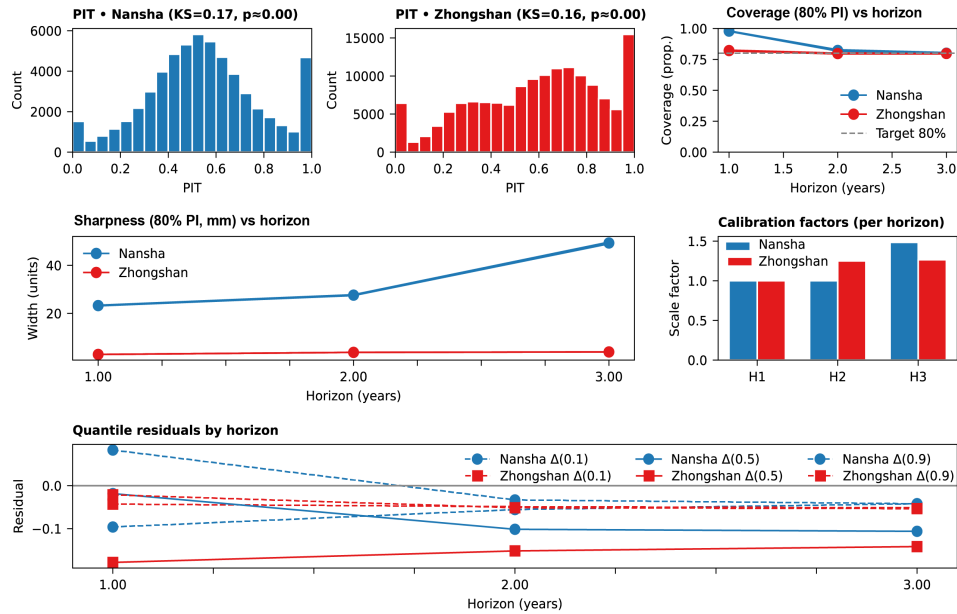 PIT • Nansha (KS=0.17, p≈0.00)
Count
6000
4000
2000
0
0.0 0.2 0.4 0.6 0.8 1.0
PIT
PIT • Zhongshan (KS=0.16, p≈0.00)
Count
15000
10000
5000
0
0.0 0.2 0.4 0.6 0.8 1.0
PIT
Coverage (80% PI) vs horizon
Coverage (prop.)
1.00
0.75
0.50
0.25
0.00
Nansha
Zhongshan
Target 80%
1.0 1.5 2.0 2.5 3.0
Horizon (years)
Sharpness (80% PI, mm) vs horizon
Width (units)
40
20
Nansha
Zhongshan
1.00 2.00 3.00
Horizon (years)
Calibration factors (per horizon)
Scale factor
1.5
1.0
0.5
0.0
Nansha
Zhongshan
H1 H2 H3
Quantile residuals by horizon
Residual
0.0
−0.1
Nansha Δ(0.1) Nansha Δ(0.5) Nansha Δ(0.9)
Zhongshan Δ(0.1) Zhongshan Δ(0.5) Zhongshan Δ(0.9)
1.00 2.00 3.00
Horizon (years)